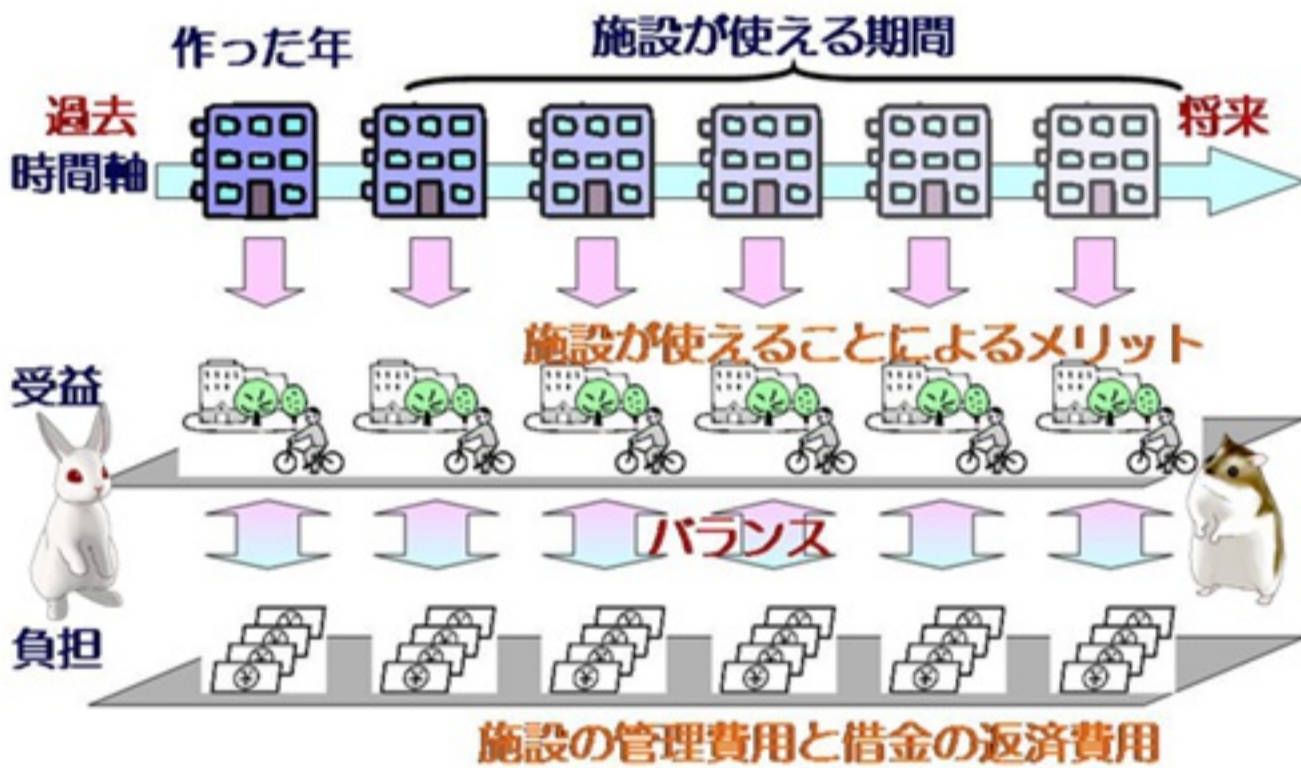 作った年
施設が使える期間
過去
将来
時間軸
施設が使えることによるメリット
受益
バランス
負担
施設の管理費用と借金の返済費用